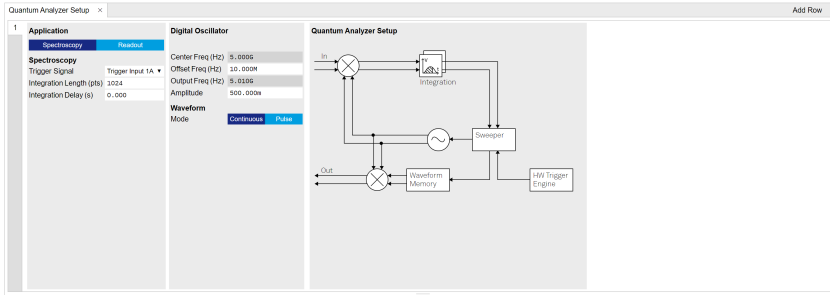 Quantum Analyzer Setup ×
Add Row
1
Application
Spectroscopy Readout
Spectroscopy
Trigger Signal Trigger Input 1A ▼
Integration Length (pts) 1024
Integration Delay (s) 0.000
Digital Oscillator
Center Freq (Hz) 5.000G
Offset Freq (Hz) 10.000M
Output Freq (Hz) 5.010G
Amplitude 500.000m
Waveform
Mode Continuous Pulse
Quantum Analyzer Setup
In
V
t
Integration
Sweeper
Out
Waveform
Memory
HW Trigger
Engine